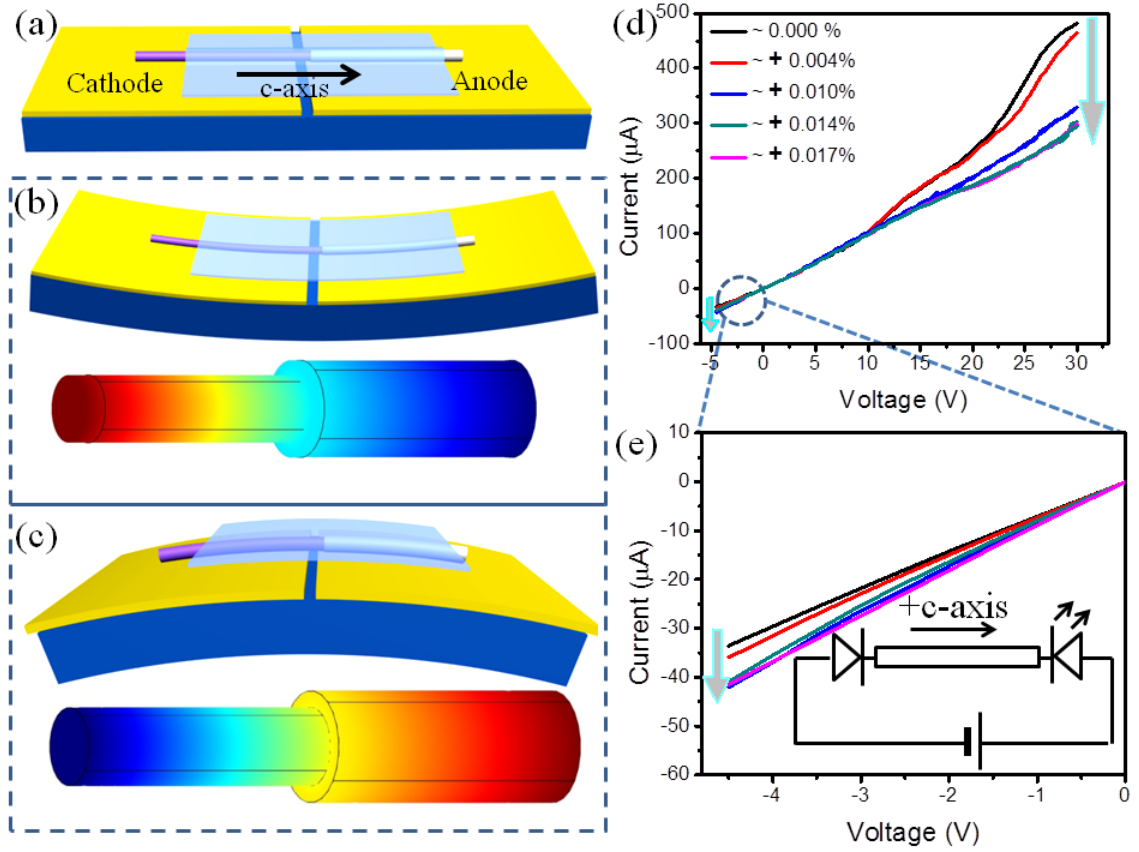 (a)
Cathode
c-axis
Anode
(b)
(c)
(d)
~ 0.000 %
~ + 0.004%
~ + 0.010%
~ + 0.014%
~ + 0.017%
500
400
300
200
100
0
-100
Current (μA)
-5 0 5 10 15 20 25 30
Voltage (V)
(e)
10
0
-10
-20
-30
-40
-50
-60
Current (μA)
+c-axis
-4 -3 -2 -1 0
Voltage (V)